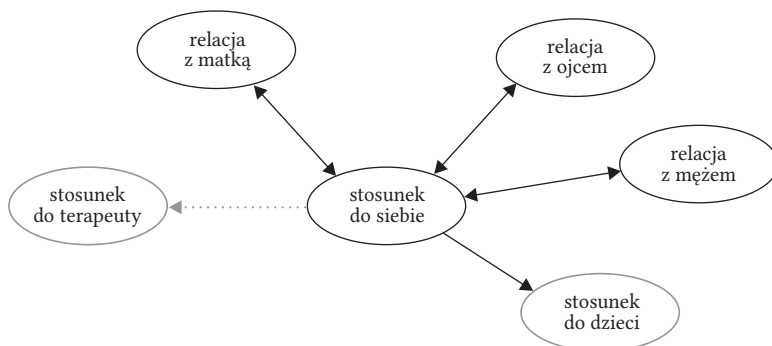 relacja
z matką
relacja
z ojcem
relacja
z mężem
stosunek
do terapeuty
stosunek
do siebie
stosunek
do dzieci